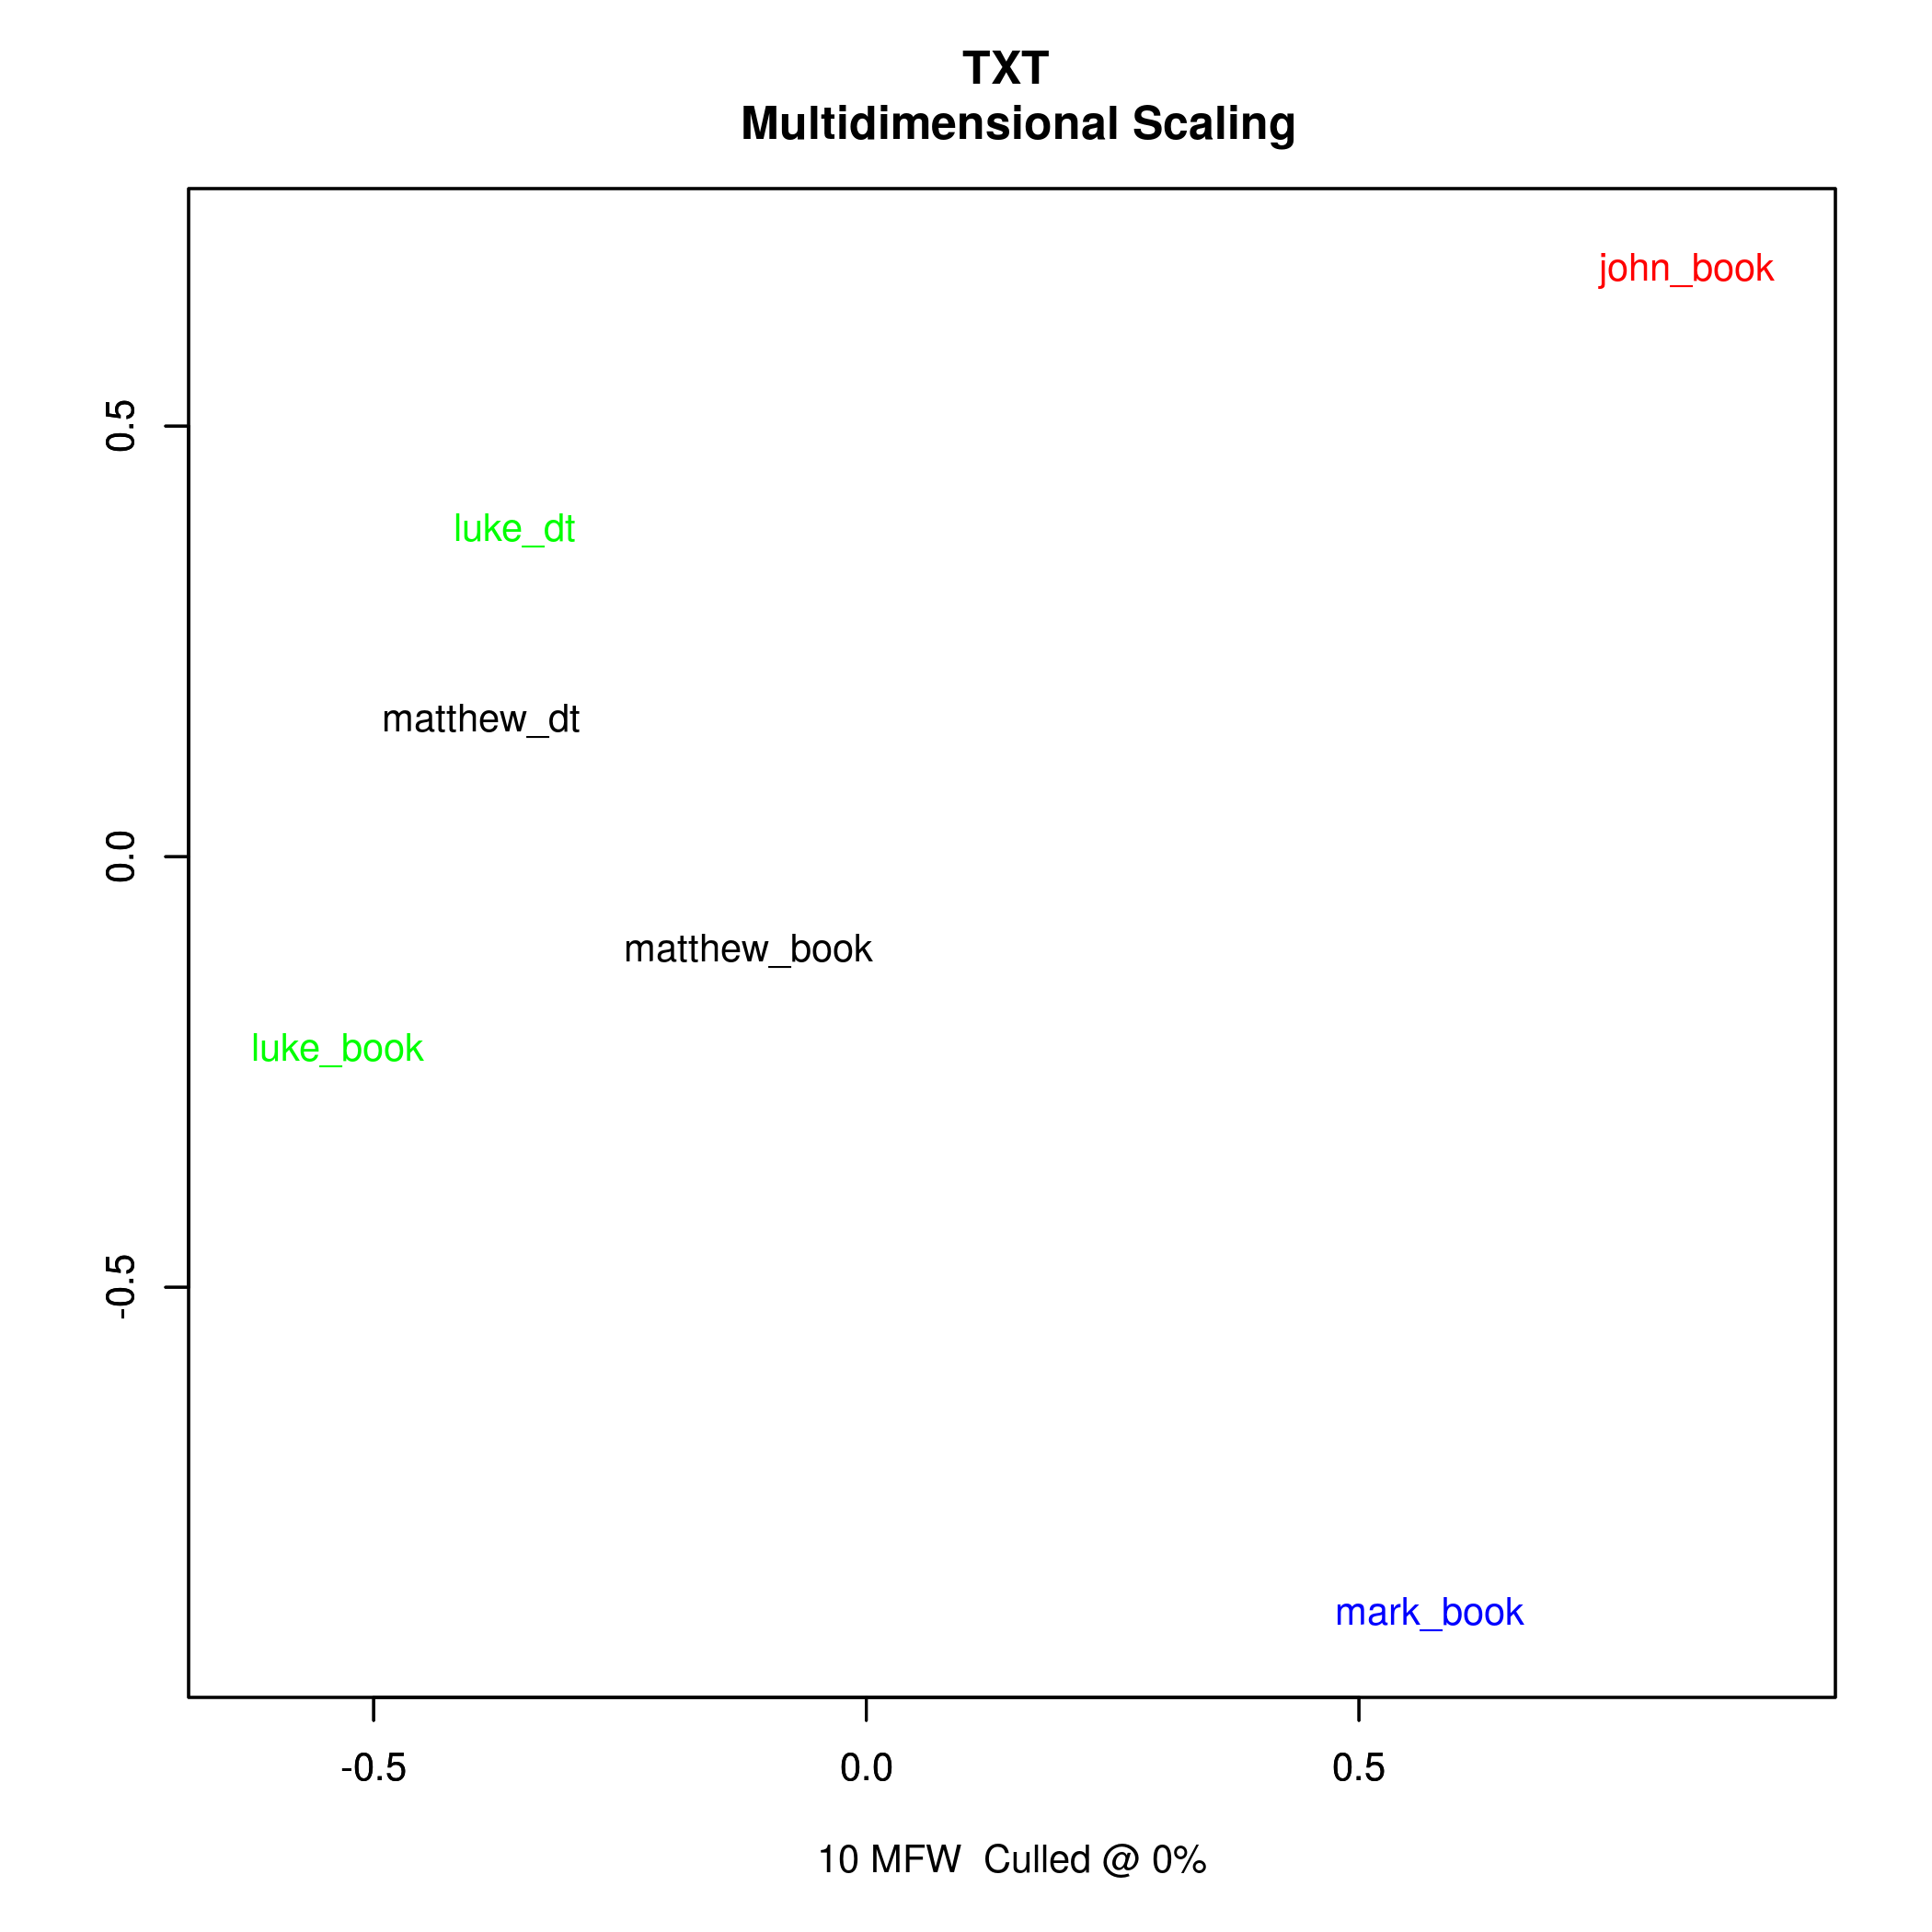 TXT
Multidimensional Scaling
john_book
0.5
luke_dt
matthew_dt
0.0
matthew_book
luke_book
-0.5
mark_book
-0.5 0.0 0.5
10 MFW Culled @ 0%